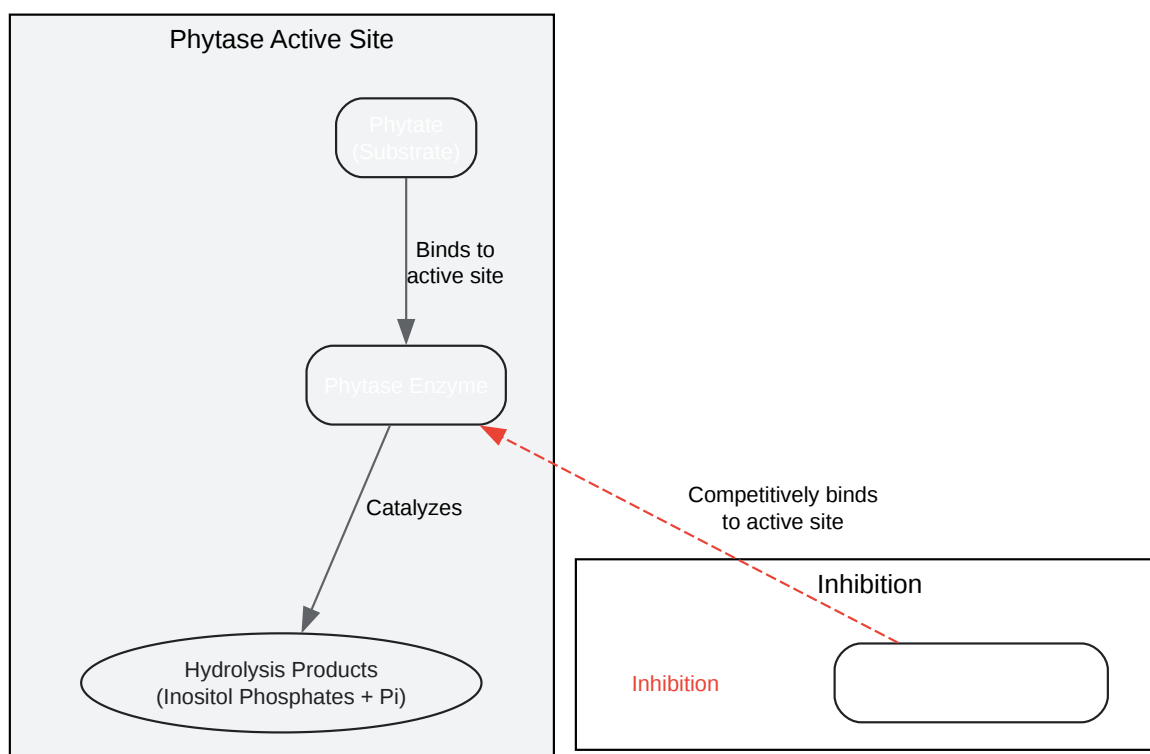 Phytase Active Site
Phytate
(Substrate)
Binds to
active site
Phytase Enzyme
Catalyzes
Competitively binds
to active site
Inhibition
Inhibition
Hydrolysis Products
(Inositol Phosphates + Pi)